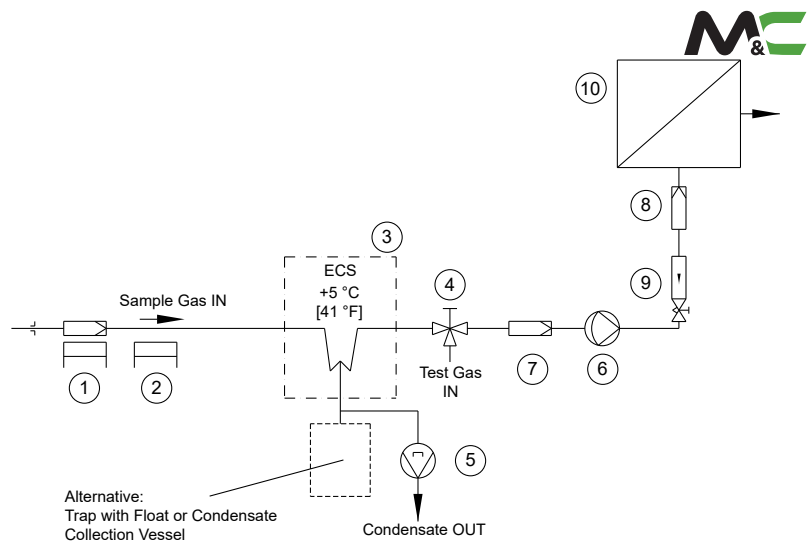 M&C
10
8
3
ECS
+5 °C
[41 °F]
4
9
Sample Gas IN
Test Gas
IN
1
2
7
6
5
Alternative:
Trap with Float or Condensate
Collection Vessel
Condensate OUT